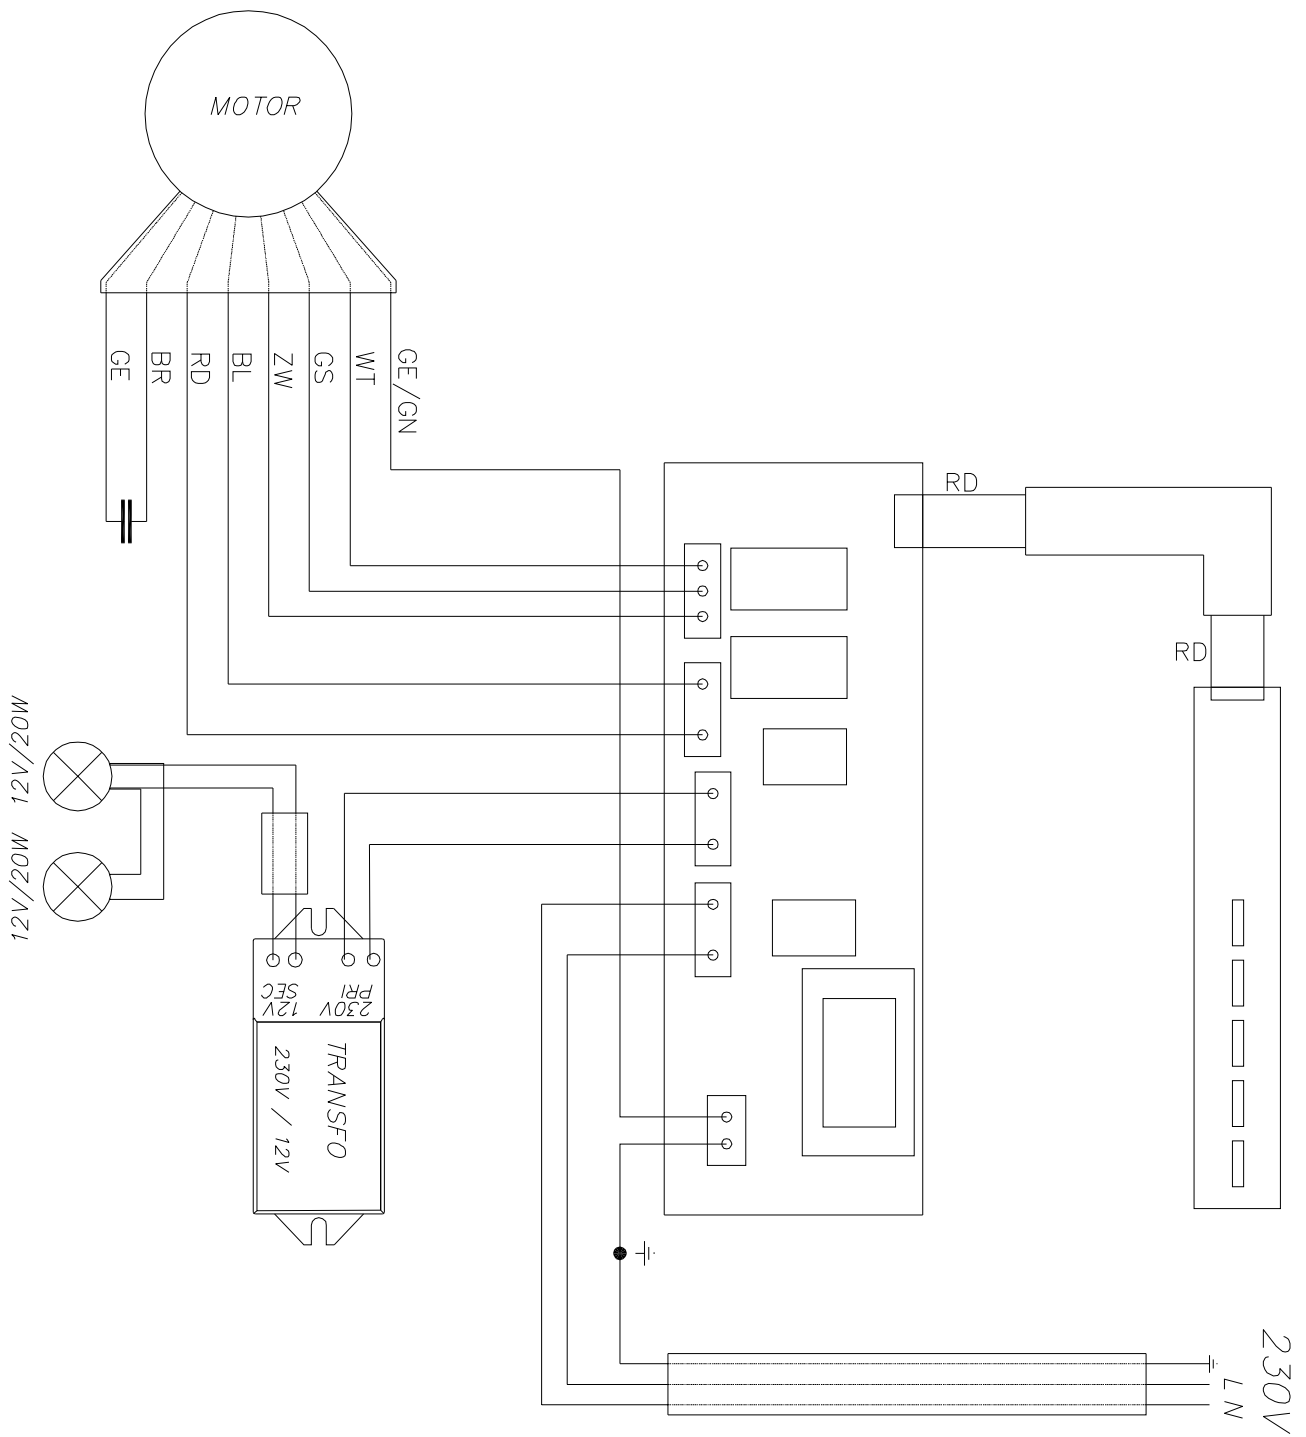 MOTOR
GE
BR
RD
BL
ZW
GS
WT
GE/GN
RD
RD
12V/20W
12V/20W
SEC
12V
PRI
230V
TRANSFO
230V / 12V
230V
L N